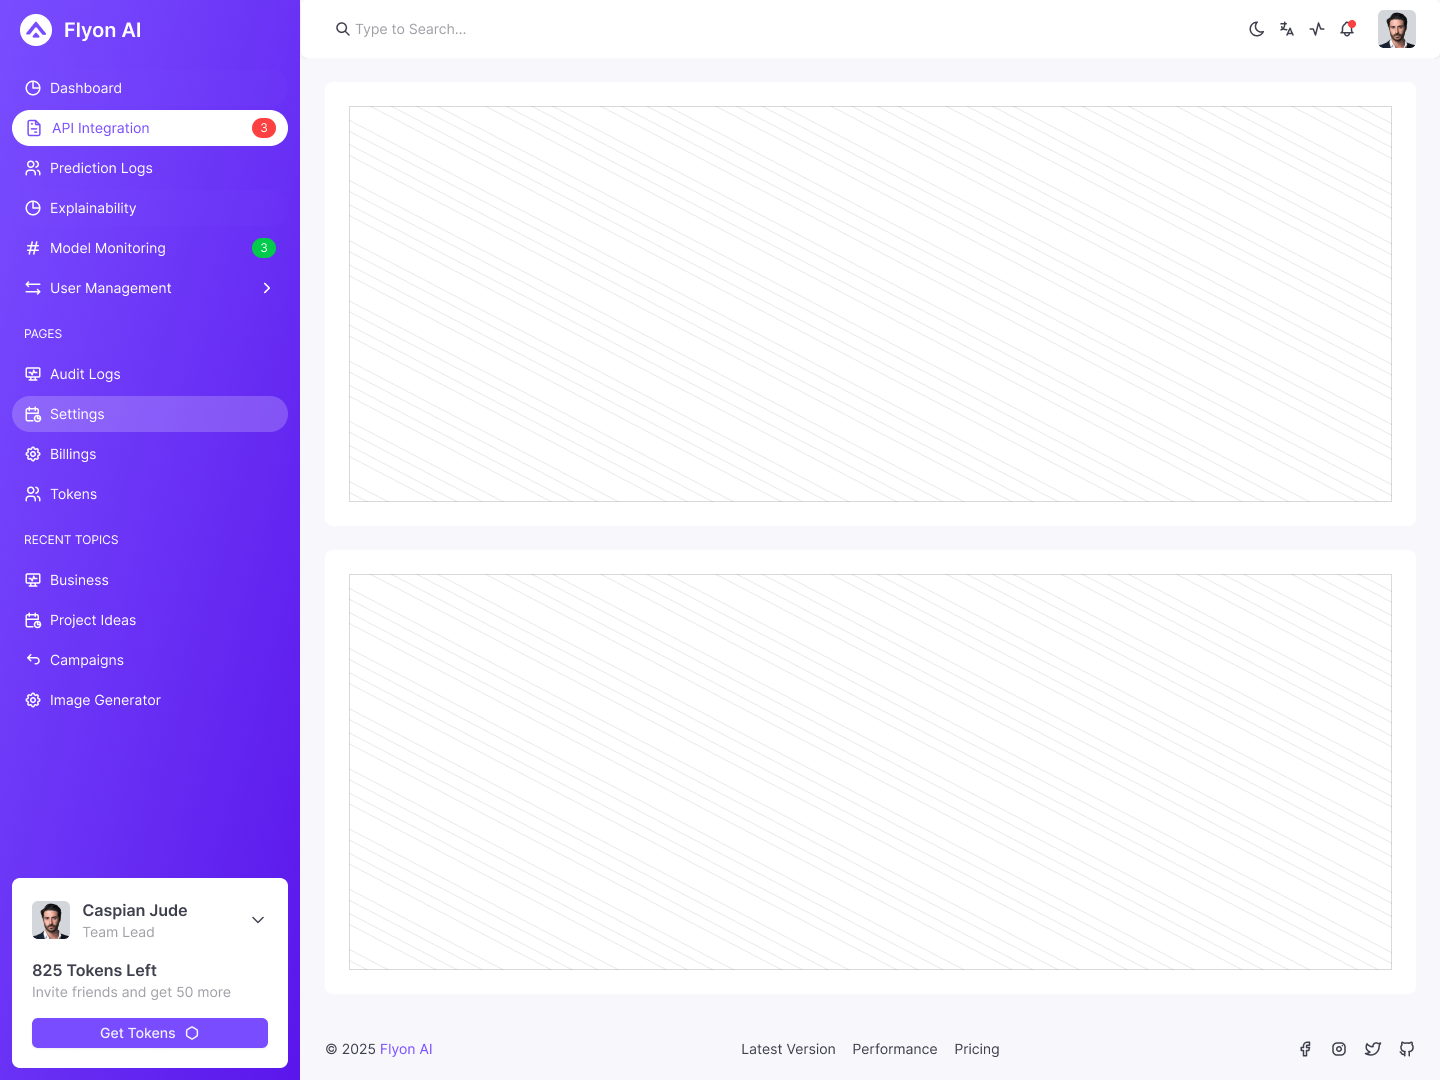 Flyon AI
Dashboard
API Integration 3
Prediction Logs
Explainability
Model Monitoring 3
User Management
PAGES
Audit Logs
Settings
Billings
Tokens
RECENT TOPICS
Business
Project Ideas
Campaigns
Image Generator
Caspian Jude
Team Lead
825 Tokens Left
Invite friends and get 50 more
Get Tokens
Type to Search...
© 2025 Flyon AI
Latest Version Performance Pricing